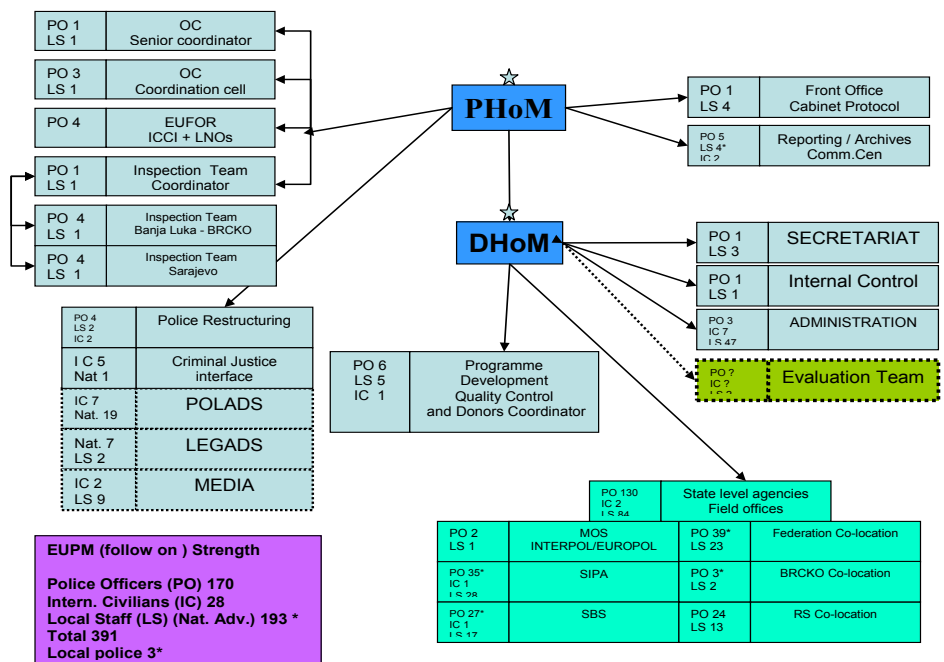 PO 1
LS 1
OC
Senior coordinator
PO 3
LS 1
OC
Coordination cell
PO 4
EUFOR
ICCI + LNOs
PO 1
LS 1
Inspection Team
Coordinator
PO 4
LS 1
Inspection Team
Banja Luka - BRCKO
PO 4
LS 1
Inspection Team
Sarajevo
PHoM
PO 1
LS 4
Front Office
Cabinet Protocol
PO 5
LS 4*
IC 2
Reporting / Archives
Comm.Cen
DHoM
PO 1
LS 3
SECRETARIAT
PO 1
LS 1
Internal Control
PO 3
IC 7
LS 47
ADMINISTRATION
PO ?
IC ?
LS ?
Evaluation Team
PO 4
LS 2
IC 2
Police Restructuring
I C 5
Nat 1
Criminal Justice
interface
IC 7
Nat. 19
POLADS
Nat. 7
LS 2
LEGADS
IC 2
LS 9
MEDIA
PO 6
LS 5
IC 1
Programme
Development
Quality Control
and Donors Coordinator
PO 130
IC 2
LS 84
State level agencies
Field offices
PO 2
LS 1
MOS
INTERPOL/EUROPOL
PO 39*
LS 23
Federation Co-location
PO 35*
IC 1
LS 28
SIPA
PO 3*
LS 2
BRCKO Co-location
PO 27*
IC 1
LS 17
SBS
PO 24
LS 13
RS Co-location
EUPM (follow on ) Strength
Police Officers (PO) 170
Intern. Civilians (IC) 28
Local Staff (LS) (Nat. Adv.) 193 *
Total 391
Local police 3*